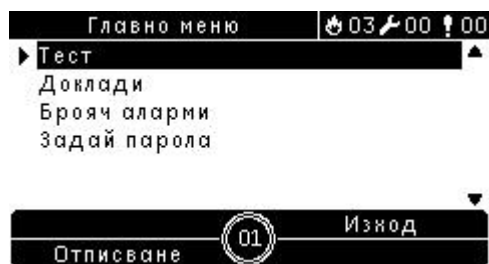 Главно меню 03 00 00
Тест
Доклади
Брояч аларми
Задай парола
Изход
01
Отписване